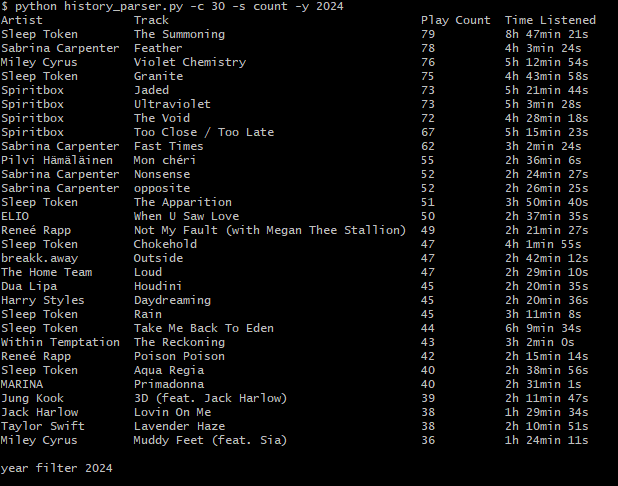 $ python history_parser.py -c 30 -s count -y 2024
Artist Track Play Count Time Listened
Sleep Token The Summoning 79 8h 47min 21s
Sabrina Carpenter Feather 78 4h 3min 24s
Miley Cyrus Violet Chemistry 76 5h 12min 54s
Sleep Token Granite 75 4h 43min 58s
Spiritbox Jaded 73 5h 21min 44s
Spiritbox Ultraviolet 73 5h 3min 28s
Spiritbox The Void 72 4h 28min 18s
Spiritbox Too Close / Too Late 67 5h 15min 23s
Sabrina Carpenter Fast Times 62 3h 2min 24s
Pilvi Hämäläinen Mon chéri 55 2h 36min 6s
Sabrina Carpenter Nonsense 52 2h 24min 27s
Sabrina Carpenter opposite 52 2h 26min 25s
Sleep Token The Apparition 51 3h 50min 40s
ELIO When U Saw Love 50 2h 37min 35s
Reneé Rapp Not My Fault (with Megan Thee Stallion) 49 2h 21min 27s
Sleep Token Chokehold 47 4h 1min 55s
breakk.away Outside 47 2h 42min 12s
The Home Team Loud 47 2h 29min 10s
Dua Lipa Houdini 45 2h 20min 35s
Harry Styles Daydreaming 45 2h 20min 36s
Sleep Token Rain 45 3h 11min 8s
Sleep Token Take Me Back To Eden 44 6h 9min 34s
Within Temptation The Reckoning 43 3h 2min 0s
Reneé Rapp Poison Poison 42 2h 15min 14s
Sleep Token Aqua Regia 40 2h 38min 56s
MARINA Primadonna 40 2h 31min 1s
Jung Kook 3D (feat. Jack Harlow) 39 2h 11min 47s
Jack Harlow Lovin On Me 38 1h 29min 34s
Taylor Swift Lavender Haze 38 2h 10min 51s
Miley Cyrus Muddy Feet (feat. Sia) 36 1h 24min 11s
year filter 2024